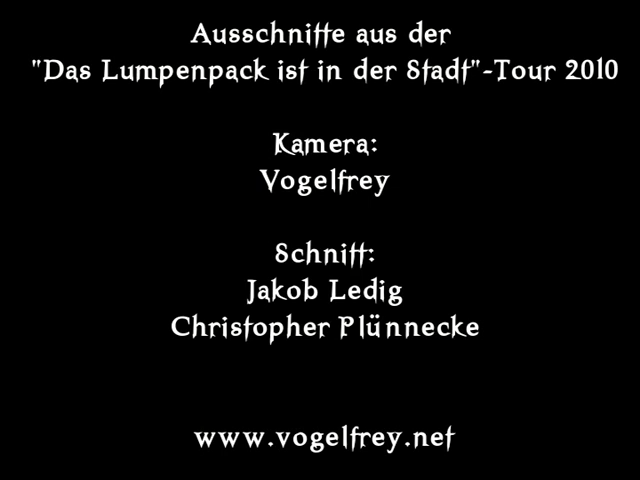 Ausschnitte aus der
"Das Lumpenpack ist in der Stadt"-Tour 2010
Kamera:
Vogelfrey
Schnitt:
Jakob Ledig
Christopher Plünnecke
www.vogelfrey.net